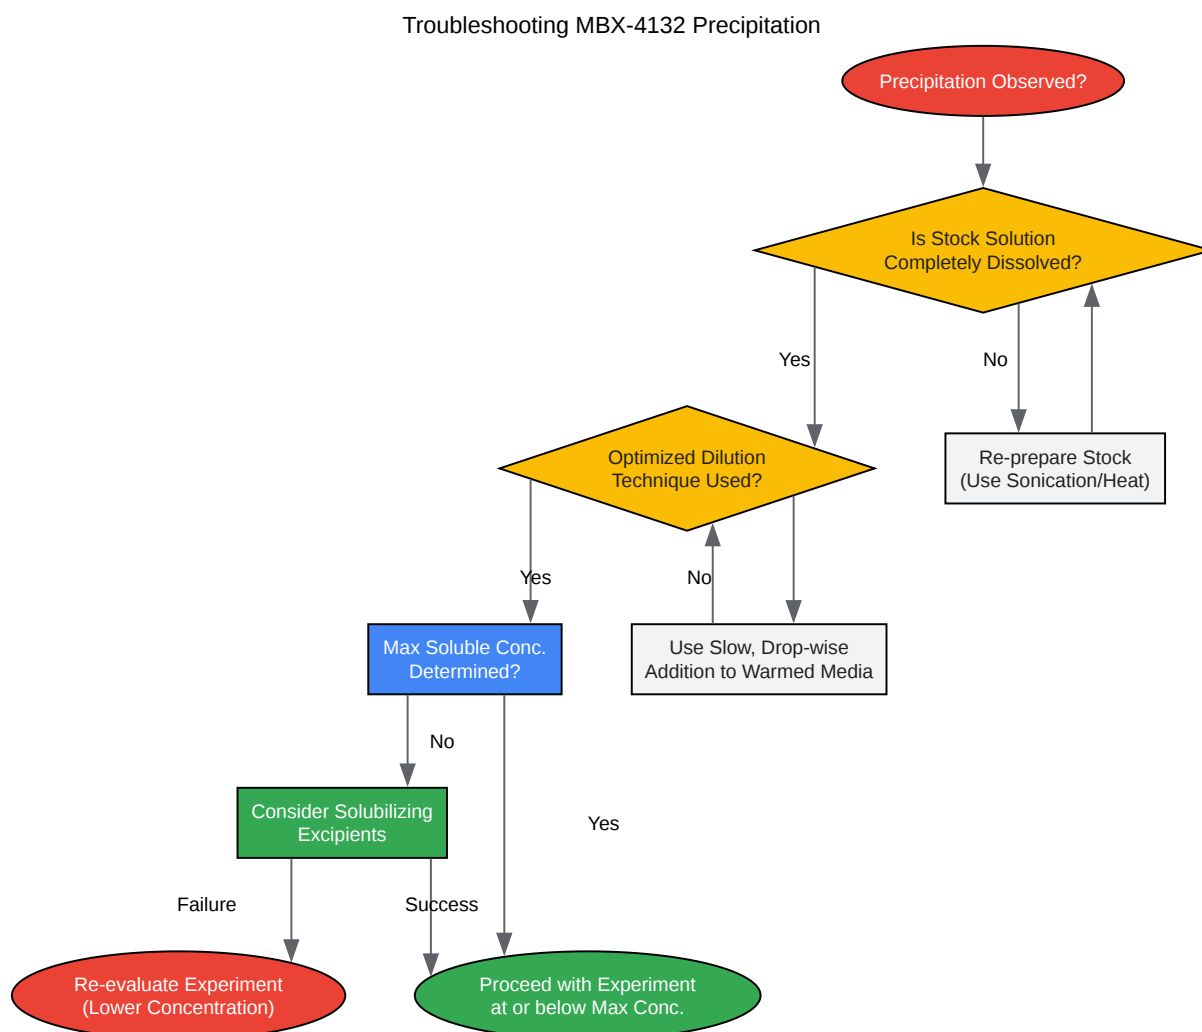 Troubleshooting MBX-4132 Precipitation
Precipitation Observed?
Is Stock Solution
Completely Dissolved?
Yes
No
Optimized Dilution
Technique Used?
Re-prepare Stock
(Use Sonication/Heat)
Yes
No
Max Soluble Conc.
Determined?
Use Slow, Drop-wise
Addition to Warmed Media
No
Consider Solubilizing
Excipients
Yes
Failure
Success
Re-evaluate Experiment
(Lower Concentration)
Proceed with Experiment
at or below Max Conc.